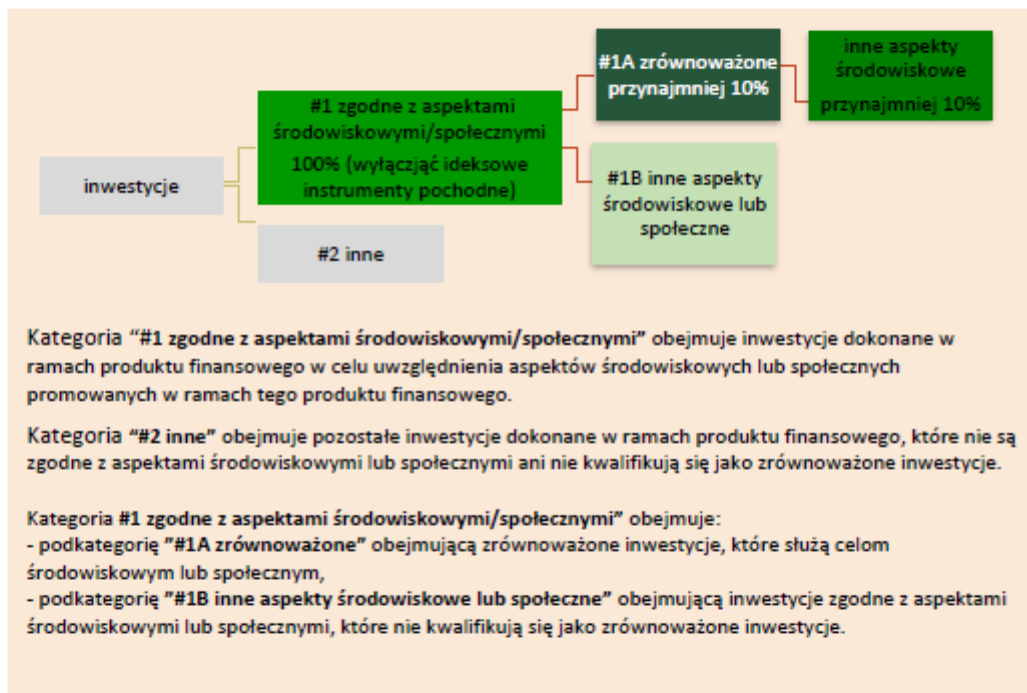 #1A zrównoważone
przynajmniej 10%
inne aspekty
środowiskowe
przynajmniej 10%
#1 zgodne z aspektami
środowiskowymi/społecznymi
100% (wyłączjąć ideksowe
instrumenty pochodne)
inwestycje
#1B inne aspekty
środowiskowe lub
społeczne
#2 inne
Kategoria “#1 zgodne z aspektami środowiskowymi/społecznymi” obejmuje inwestycje dokonane w
ramach produktu finansowego w celu uwzględnienia aspektów środowiskowych lub społecznych
promowanych w ramach tego produktu finansowego.
Kategoria “#2 inne” obejmuje pozostałe inwestycje dokonane w ramach produktu finansowego, które nie są
zgodne z aspektami środowiskowymi lub społecznymi ani nie kwalifikują się jako zrównoważone inwestycje.
Kategoria #1 zgodne z aspektami środowiskowymi/społecznymi” obejmuje:
- podkategorię ”#1A zrównoważone” obejmującą zrównoważone inwestycje, które służą celom
środowiskowym lub społecznym,
- podkategorię ”#1B inne aspekty środowiskowe lub społeczne” obejmującą inwestycje zgodne z aspektami
środowiskowymi lub społecznymi, które nie kwalifikują się jako zrównoważone inwestycje.